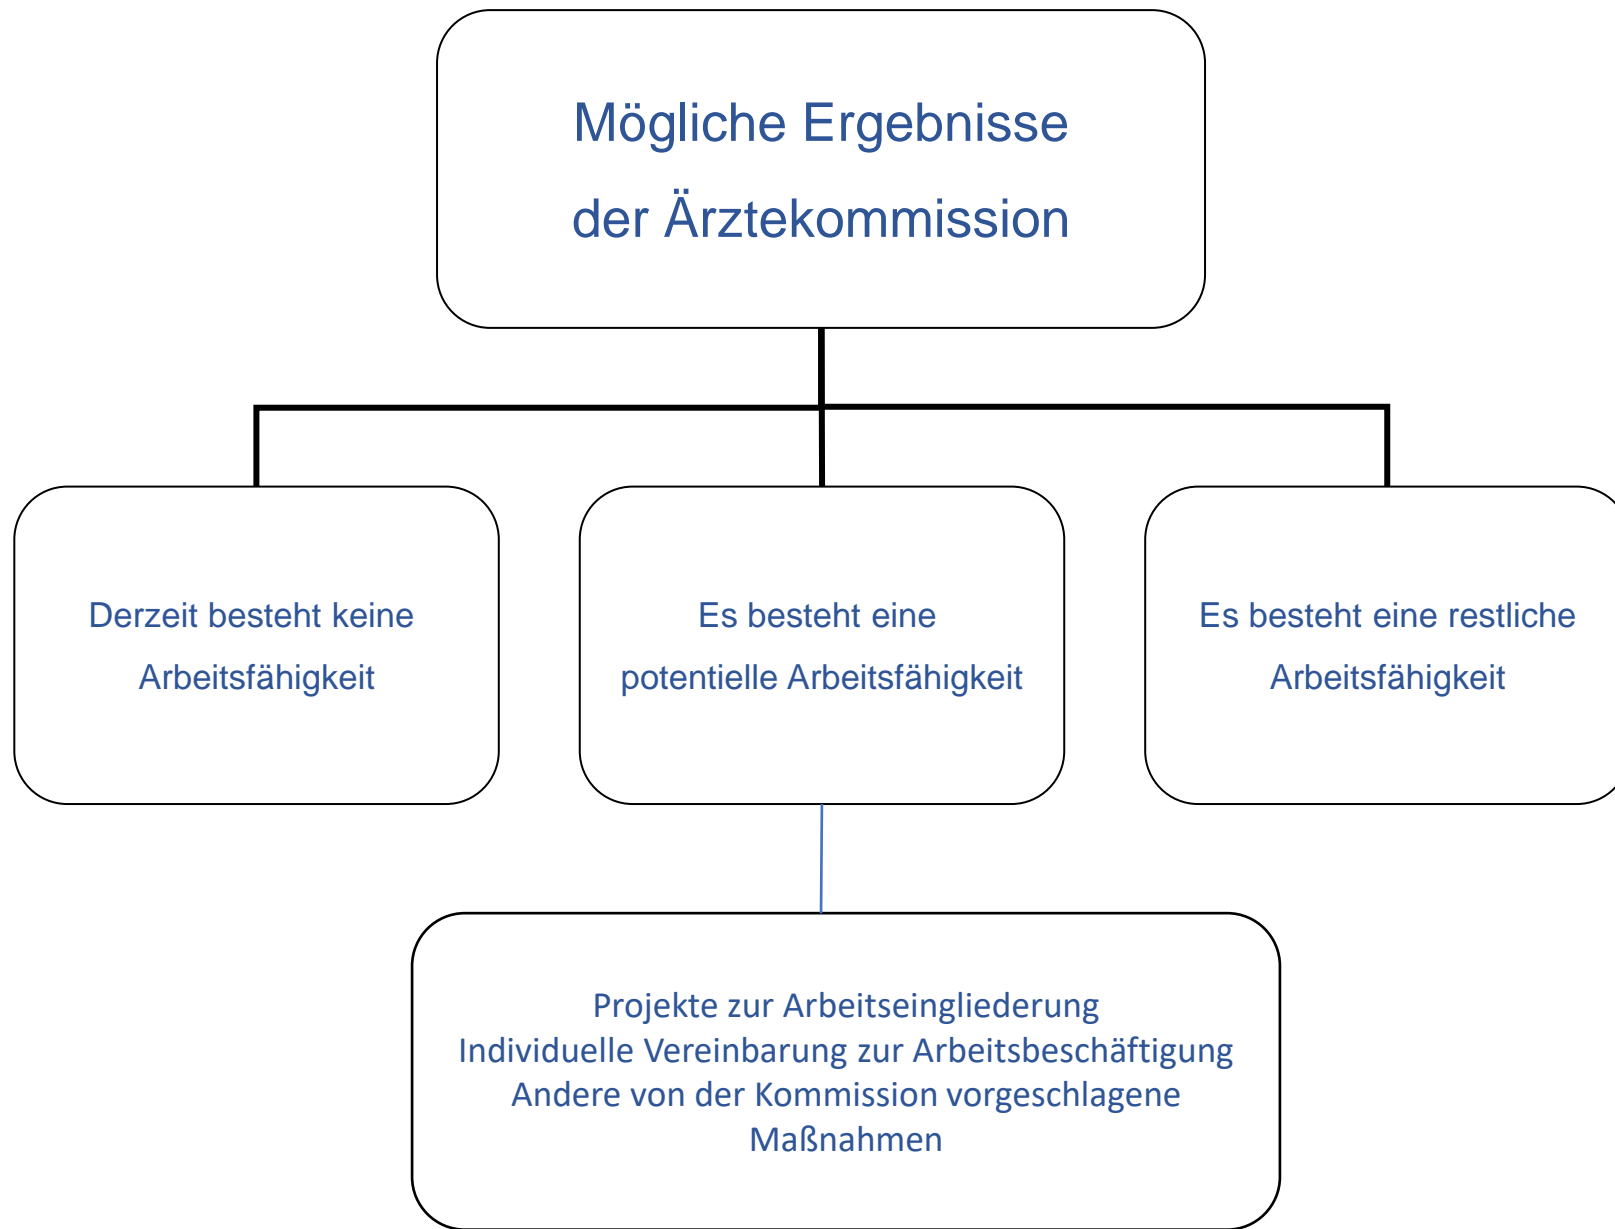 Mögliche Ergebnisse
der Ärztekommission
Derzeit besteht keine
Arbeitsfähigkeit
Es besteht eine
potentielle Arbeitsfähigkeit
Es besteht eine restliche
Arbeitsfähigkeit
Projekte zur Arbeitseingliederung
Individuelle Vereinbarung zur Arbeitsbeschäftigung
Andere von der Kommission vorgeschlagene
Maßnahmen